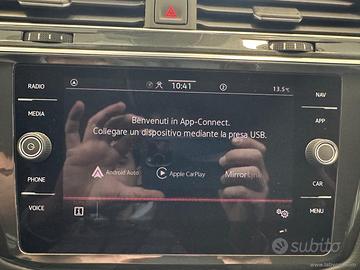 RADIO
MEDIA
PHONE
VOICE
10:41
13.5°C
Benvenuti in App-Connect.
Collegare un dispositivo mediante la presa USB.
Android Auto
Apple CarPlay
MirrorLink
NAV
APP
CAR
MENU
subito